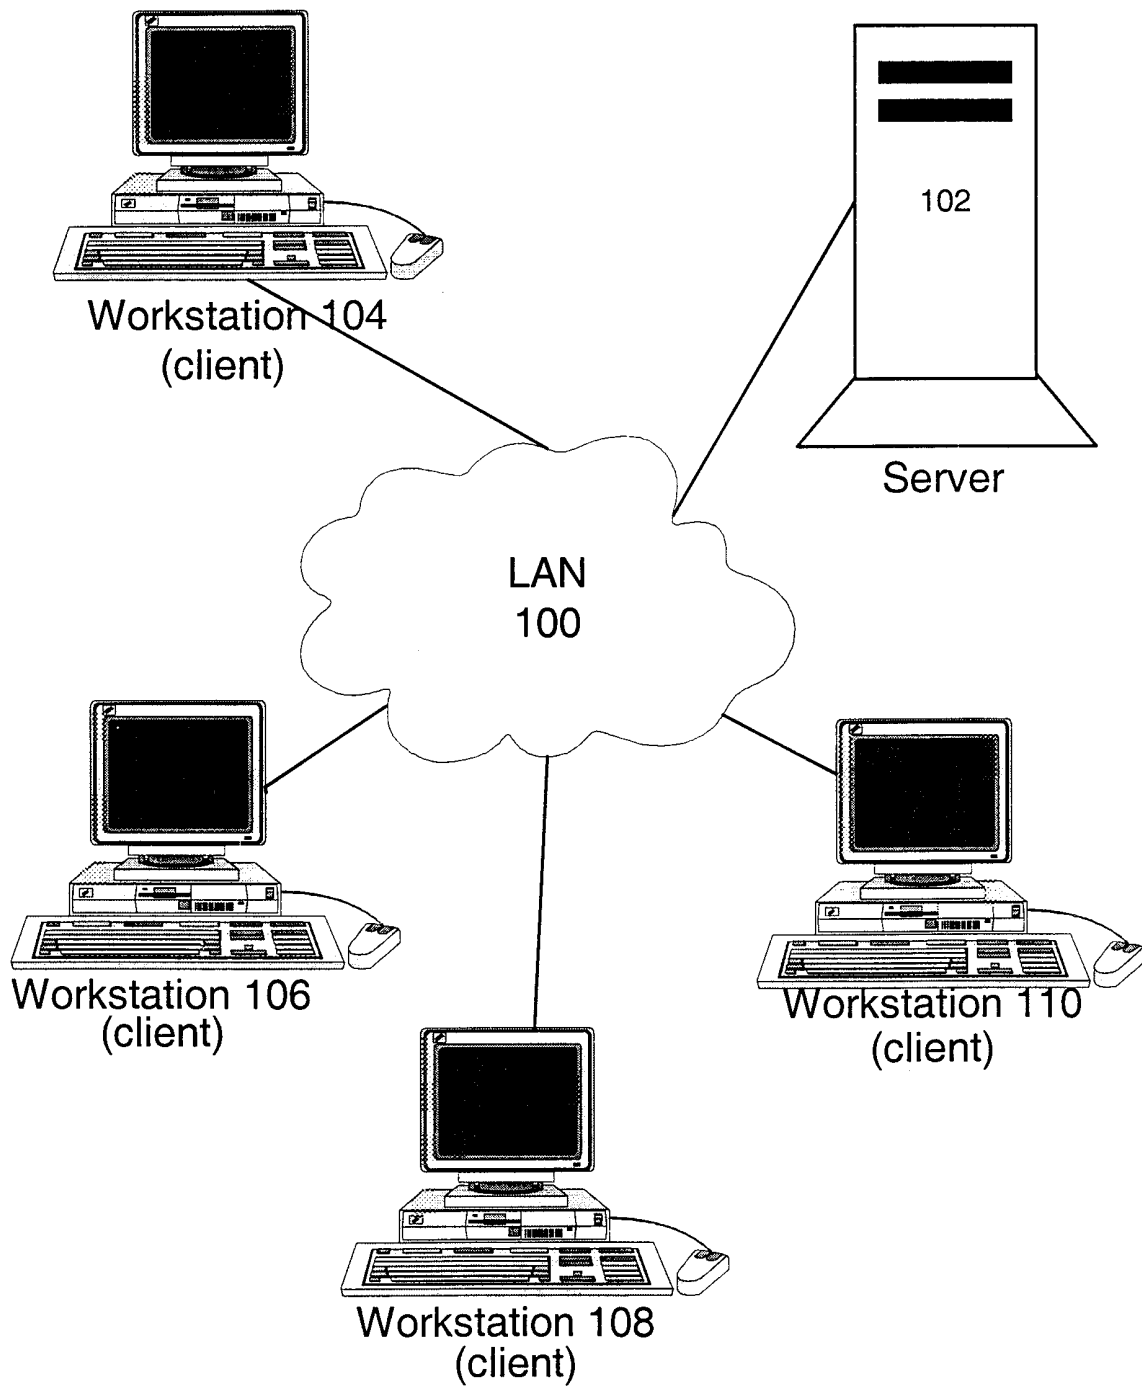 102
Workstation 104
(client)
Server
LAN
100
Workstation 106
(client)
Workstation 110
(client)
Workstation 108
(client)